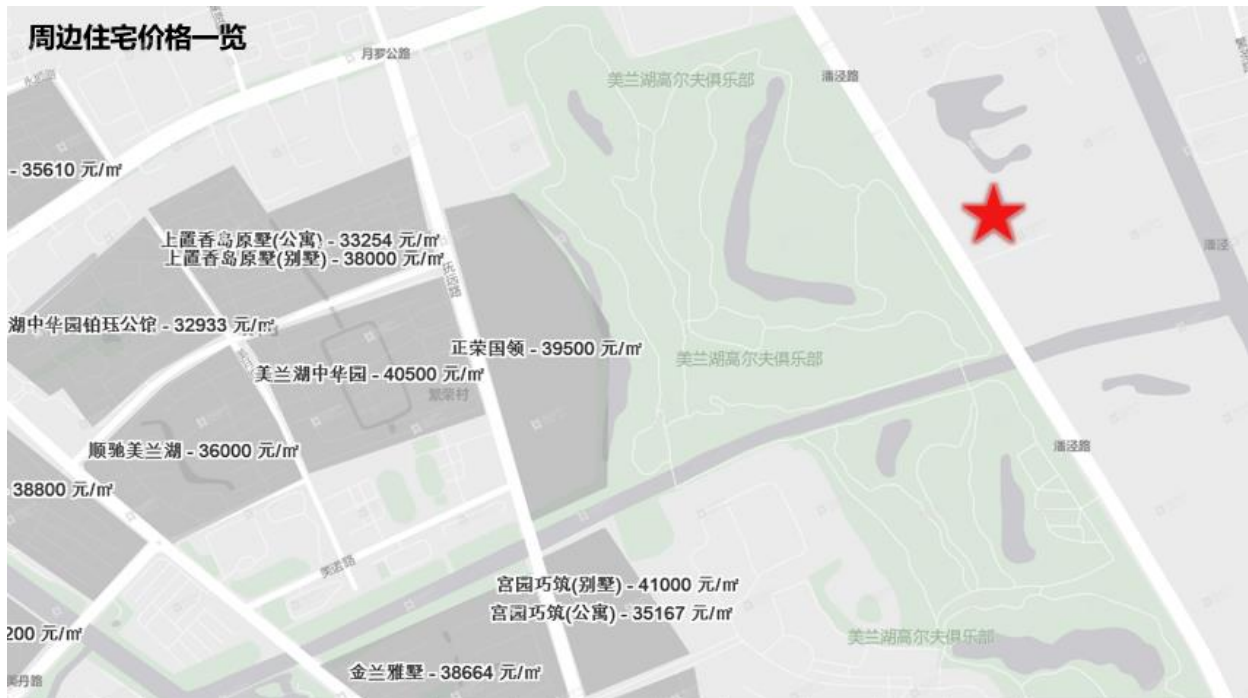 周边住宅价格一览
月罗公路
美兰湖高尔夫俱乐部
潘泾路
- 35610 元/㎡
上置香岛原墅(公寓) - 33254 元/㎡
上置香岛原墅(别墅) - 38000 元/㎡
潘泾
湖中华园铂珏公馆 - 32933 元/㎡
正荣国领 - 39500 元/㎡
美兰湖高尔夫俱乐部
美兰湖中华园 - 40500 元/㎡
繁荣村
顺驰美兰湖 - 36000 元/㎡
潘泾路
38800 元/㎡
美诺路
宫园巧筑(别墅) - 41000 元/㎡
宫园巧筑(公寓) - 35167 元/㎡
200 元/㎡
美兰湖高尔夫俱乐部
金兰雅墅 - 38664 元/㎡
美丹路